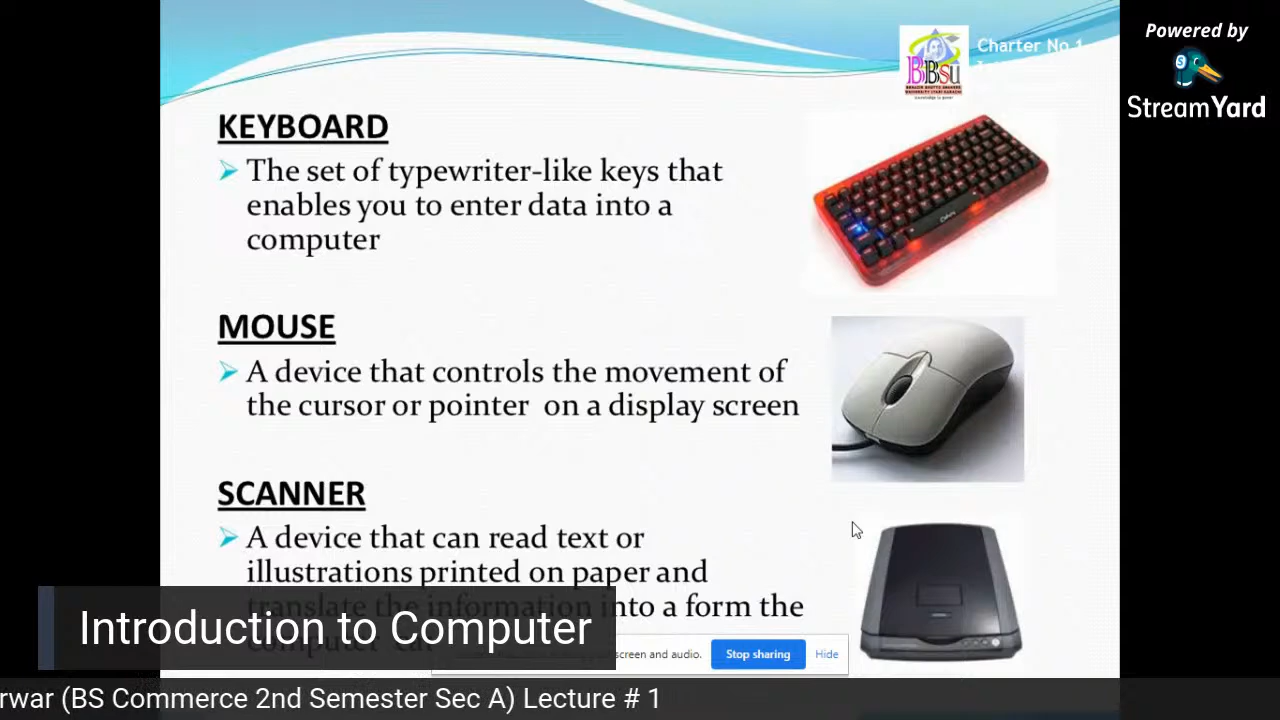 Powered by
StreamYard
Charter No 1
BBSU
KEYBOARD
The set of typewriter-like keys that
enables you to enter data into a
computer
MOUSE
A device that controls the movement of
the cursor or pointer on a display screen
SCANNER
A device that can read text or
illustrations printed on paper and
translate the information into a form the
computer can
Introduction to Computer
screen and audio.
Stop sharing
Hide
rwar (BS Commerce 2nd Semester Sec A) Lecture # 1